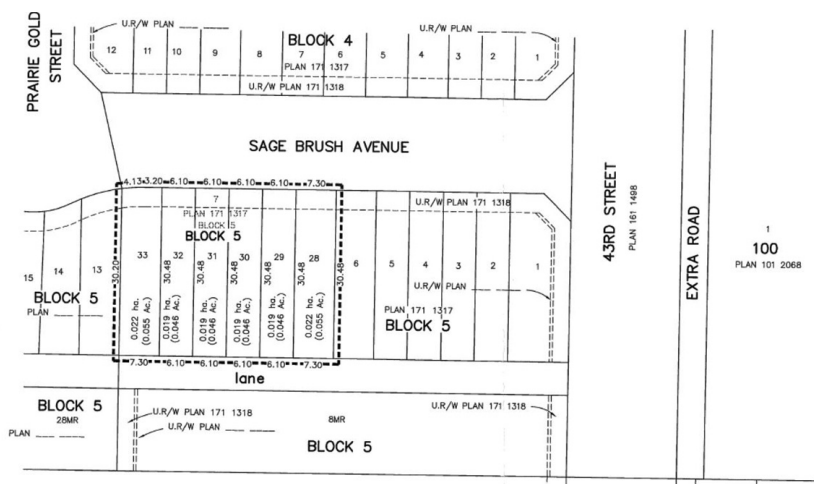 U.R/W PLAN
U.R/W PLAN
PRAIRIE GOLD
STREET
BLOCK 4
12 11 10 9 8 7 6 5 4 3 2 1
PLAN 171 1317
U.R/W PLAN 171 1318
SAGE BRUSH AVENUE
43RD STREET
PLAN 161 1498
EXTRA ROAD
1
100
PLAN 101 2068
4.13 3.20 6.10 6.10 6.10 6.10 7.30
U.R/W PLAN 171 1318
7
PLAN 171 1317
BLOCK 5
BLOCK 5
15 14 13 33 32 31 30 29 28 6 5 4 3 2 1
30.20 30.48 30.48 30.48 30.48 30.48
U.R/W PLAN
BLOCK 5
PLAN
0.022 ha.
(0.055 Ac.)
0.019 ha.
(0.046 Ac.)
0.019 ha.
(0.046 Ac.)
0.019 ha.
(0.046 Ac.)
0.019 ha.
(0.046 Ac.)
0.022 ha.
(0.055 Ac.)
PLAN 171 1317
BLOCK 5
7.30 6.10 6.10 6.10 6.10 7.30
lane
BLOCK 5
28MR
PLAN
U.R/W PLAN 171 1318
U.R/W PLAN
8MR
U.R/W PLAN 171 1318
BLOCK 5